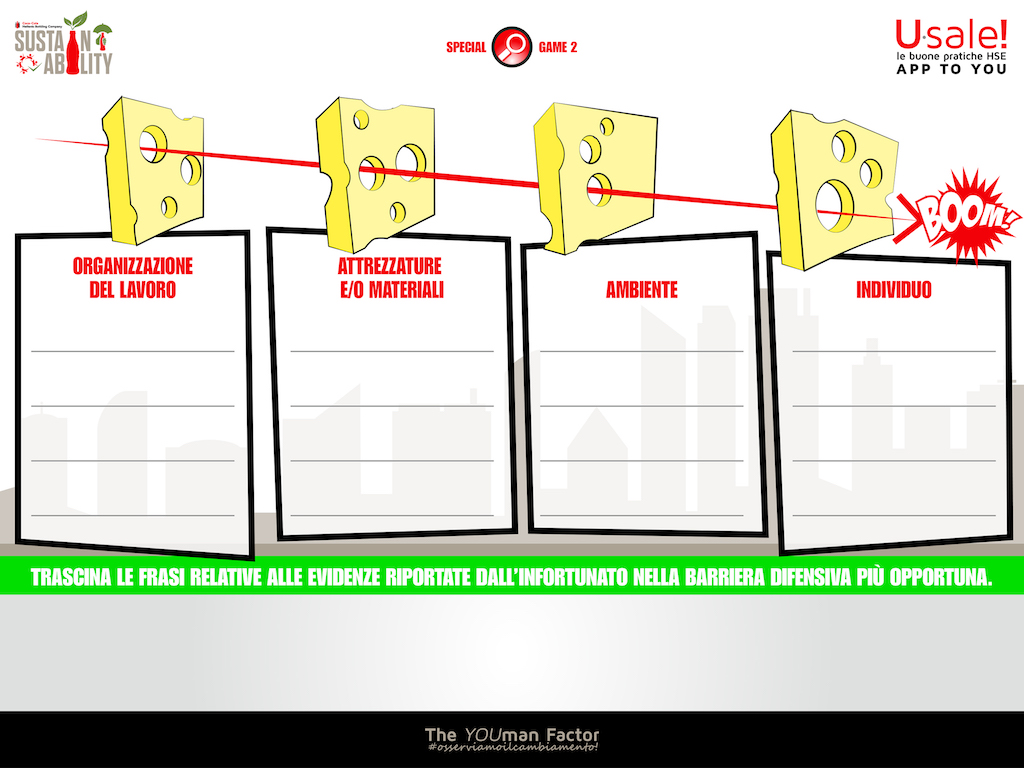 Coca-Cola
Hellenic Bottling Company
SUSTAIN
ABILITY
SPECIAL GAME 2
U·sale!
le buone pratiche HSE
APP TO YOU
BOOM!
ORGANIZZAZIONE
DEL LAVORO
ATTREZZATURE
E/O MATERIALI
AMBIENTE
INDIVIDUO
TRASCINA LE FRASI RELATIVE ALLE EVIDENZE RIPORTATE DALL'INFORTUNATO NELLA BARRIERA DIFENSIVA PIÙ OPPORTUNA.
The YOUman Factor
#osserviamoilcambiamento!